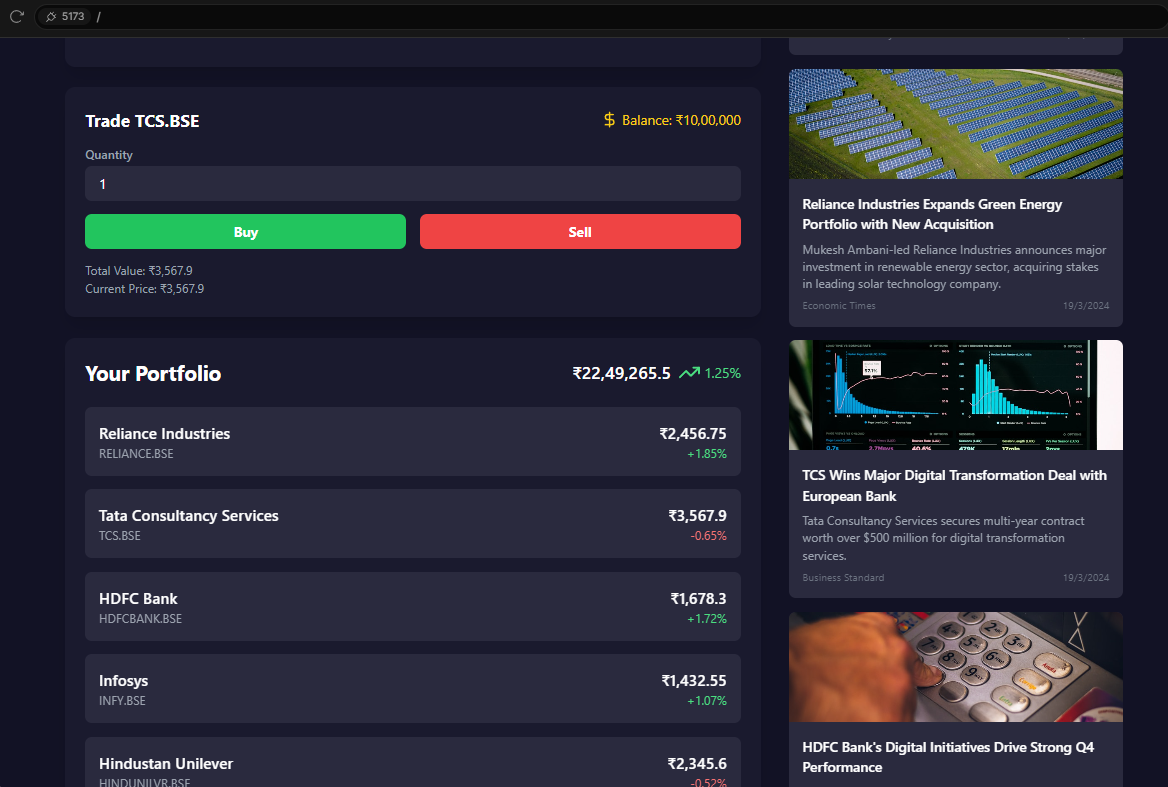 5173 /
Trade TCS.BSE
Balance: ₹10,00,000
Quantity
1
Buy
Sell
Total Value: ₹3,567.9
Current Price: ₹3,567.9
Your Portfolio
₹22,49,265.5
1.25%
Reliance Industries
₹2,456.75
RELIANCE.BSE
+1.85%
Tata Consultancy Services
₹3,567.9
TCS.BSE
-0.65%
HDFC Bank
₹1,678.3
HDFCBANK.BSE
+1.72%
Infosys
₹1,432.55
INFY.BSE
+1.07%
Hindustan Unilever
₹2,345.6
HINDUNILVR.BSE
-0.52%
Reliance Industries Expands Green Energy
Portfolio with New Acquisition
Mukesh Ambani-led Reliance Industries announces major
investment in renewable energy sector, acquiring stakes
in leading solar technology company.
Economic Times
19/3/2024
TCS Wins Major Digital Transformation Deal with
European Bank
Tata Consultancy Services secures multi-year contract
worth over $500 million for digital transformation
services.
Business Standard
19/3/2024
HDFC Bank's Digital Initiatives Drive Strong Q4
Performance